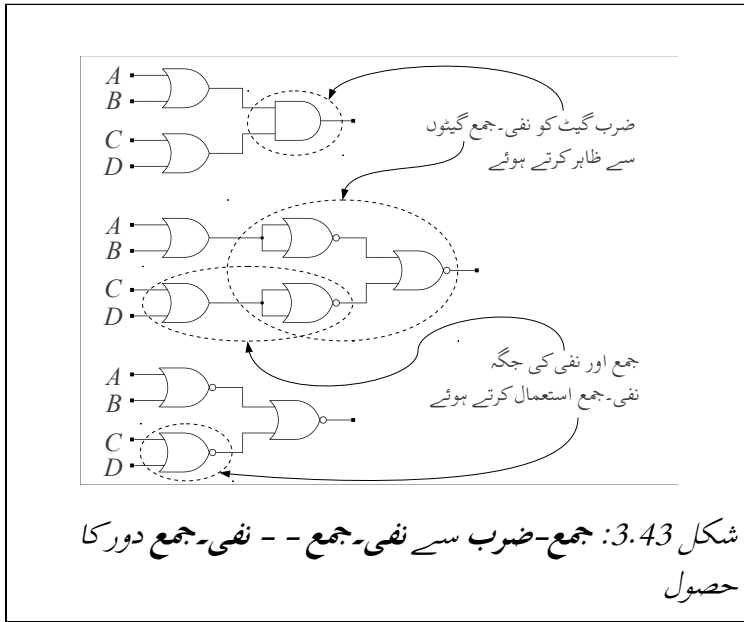 A
B
C
D
ضرب گیٹ کو نفی۔جمع گیٹوں
سے ظاہر کرتے ہوئے
A
B
C
D
جمع اور نفی کی جگہ
نفی۔جمع استعمال کرتے ہوئے
A
B
C
D
شکل 3.43: جمع-ضرب سے نفی۔جمع - - نفی۔جمع دور کا
حصول